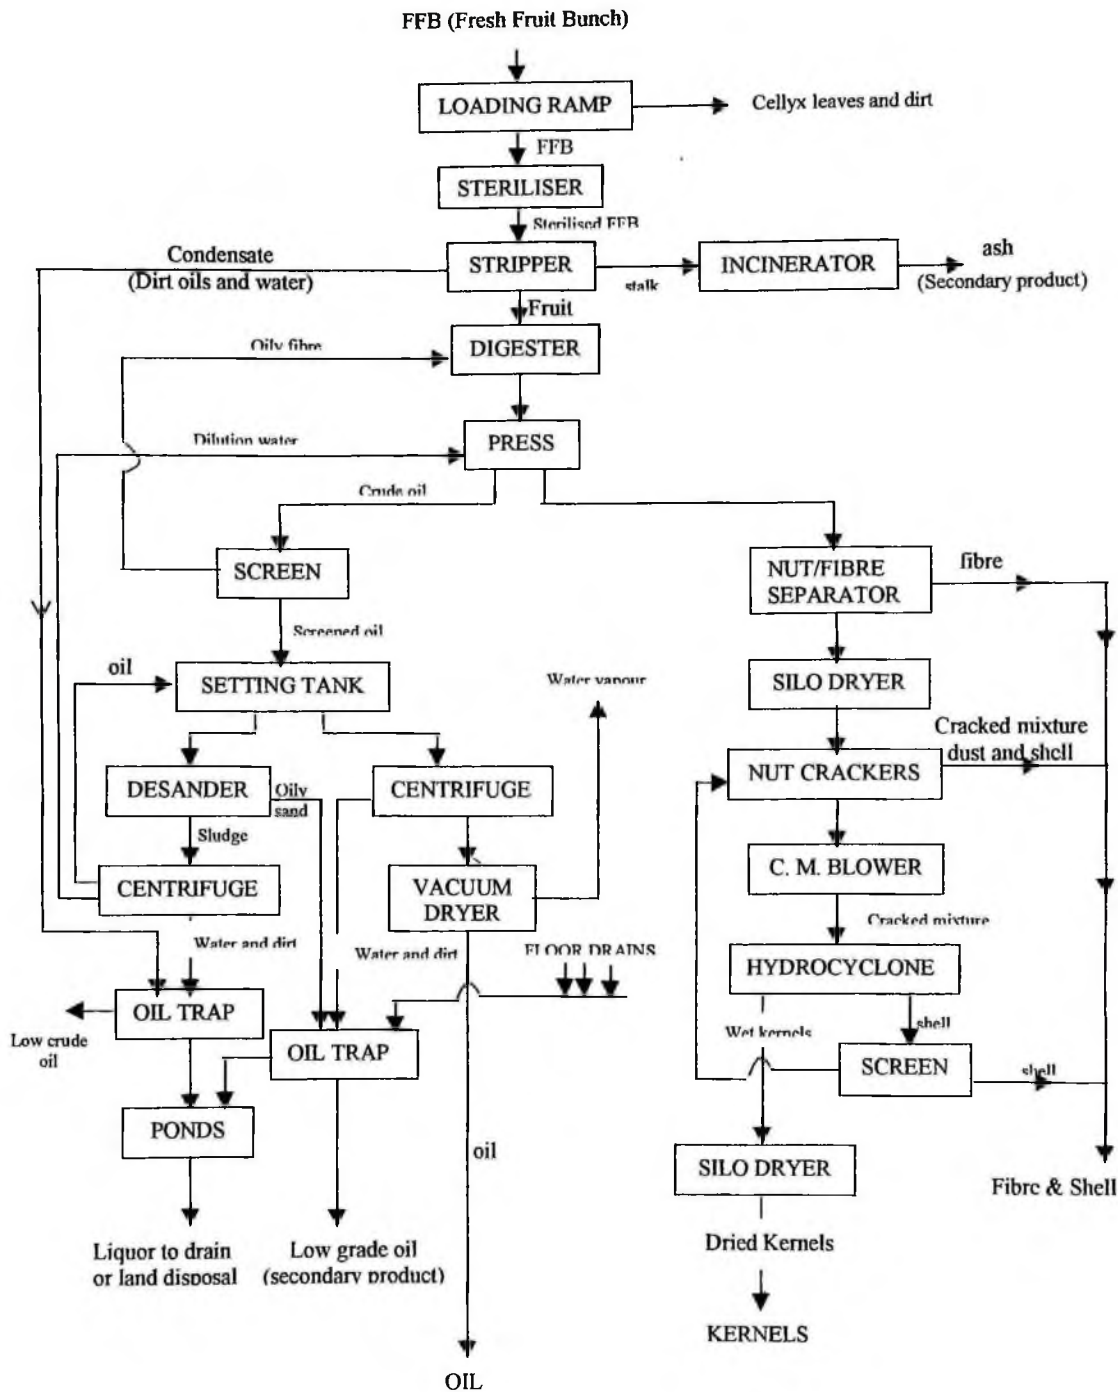 FFB (Fresh Fruit Bunch)
LOADING RAMP
Cellyx leaves and dirt
FFB
STERILISER
Sterilised FFB
Condensate
(Dirt oils and water)
STRIPPER
stalk
INCINERATOR
ash
(Secondary product)
Fruit
Oily fibre
DIGESTER
Dilution water
PRESS
Crude oil
SCREEN
NUT/FIBRE
SEPARATOR
fibre
Screened oil
oil
SETTING TANK
Water vapour
SILO DRYER
Cracked mixture
dust and shell
DESANDER
Oily
sand
CENTRIFUGE
NUT CRACKERS
Sludge
CENTRIFUGE
VACUUM
DRYER
C. M. BLOWER
Cracked mixture
Water and dirt
Water and dirt
FLOOR DRAINS
HYDROCYCLONE
OIL TRAP
Low crude
oil
OIL TRAP
Wet kernels
shell
SCREEN
shell
PONDS
oil
SILO DRYER
Fibre & Shell
Liquor to drain
or land disposal
Low grade oil
(secondary product)
Dried Kernels
KERNELS
OIL